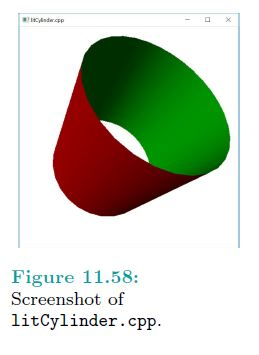 litCylinder.cpp
Figure 11.58:
Screenshot of
litCylinder.cpp.